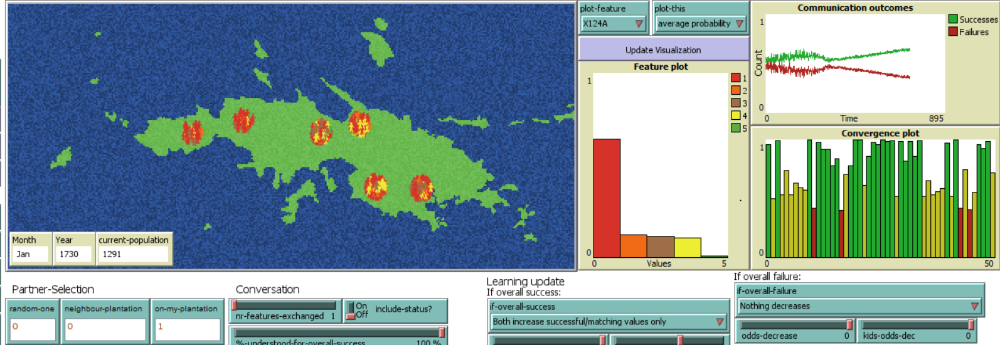 plot-feature
X124A
plot-this
average probability
Update Visualization
Feature plot
1
0
0
Values
5
1
2
3
4
5
Communication outcomes
1
Count
0
0
Time
895
Successes
Failures
Convergence plot
1
0
0
50
Month
Jan
Year
1730
current-population
1291
Partner-Selection
random-one
0
neighbour-plantation
0
on-my-plantation
1
Conversation
nr-features-exchanged 1
On
Off
include-status?
%-understood-for-overall-success 100 %
Learning update
If overall success:
if-overall-success
Both increase successful/matching values only
If overall failure:
if-overall-failure
Nothing decreases
odds-decrease 0
kids-odds-dec 0